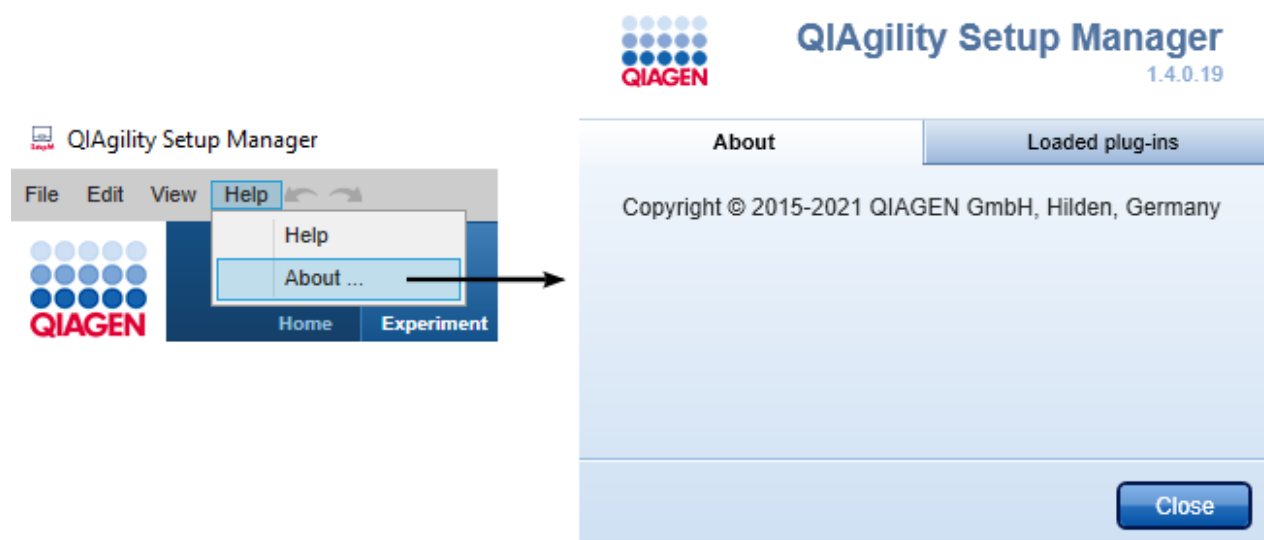 QIAgility Setup Manager
File Edit View Help
Help
About ...
QIAGEN
Home Experiment
QIAGEN
QIAgility Setup Manager
1.4.0.19
About Loaded plug-ins
Copyright © 2015-2021 QIAGEN GmbH, Hilden, Germany
Close